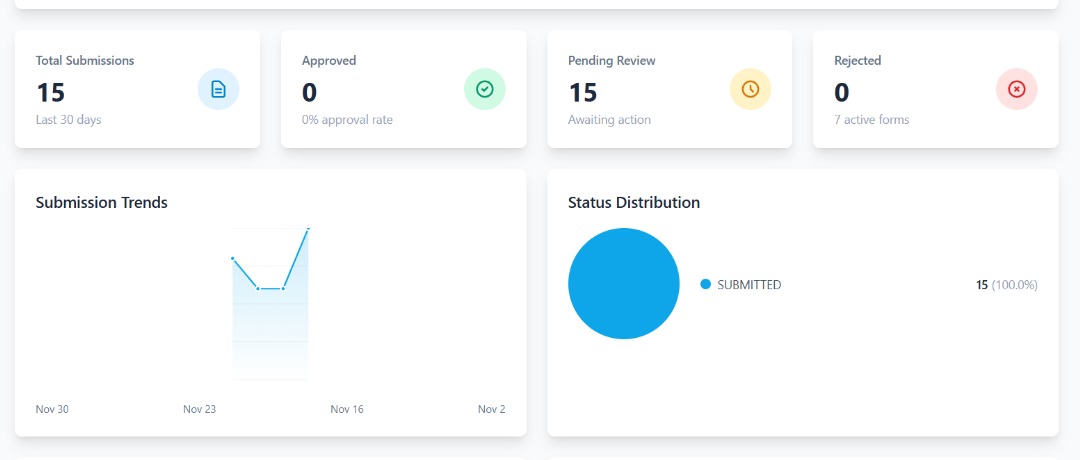 Total Submissions
15
Last 30 days
Approved
0
0% approval rate
Pending Review
15
Awaiting action
Rejected
0
7 active forms
Submission Trends
Nov 30
Nov 23
Nov 16
Nov 2
Status Distribution
SUBMITTED
15 (100.0%)